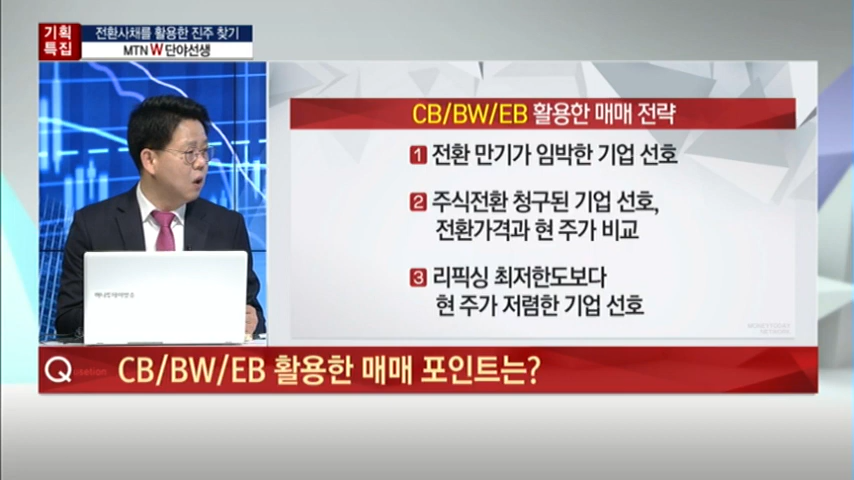 기획
특집
전환사채를 활용한 진주 찾기
MTN W 단야선생
CB/BW/EB 활용한 매매 전략
1 전환 만기가 임박한 기업 선호
2 주식전환 청구된 기업 선호,
전환가격과 현 주가 비교
3 리픽싱 최저한도보다
현 주가 저렴한 기업 선호
MONEYTODAY
NETWORK
Question
CB/BW/EB 활용한 매매 포인트는?